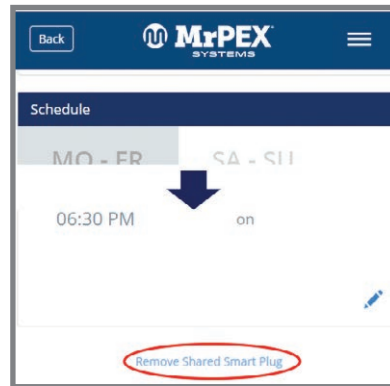 Back
MrPEX
SYSTEMS
Schedule
MO - FR SA - SU
06:30 PM on
Remove Shared Smart Plug